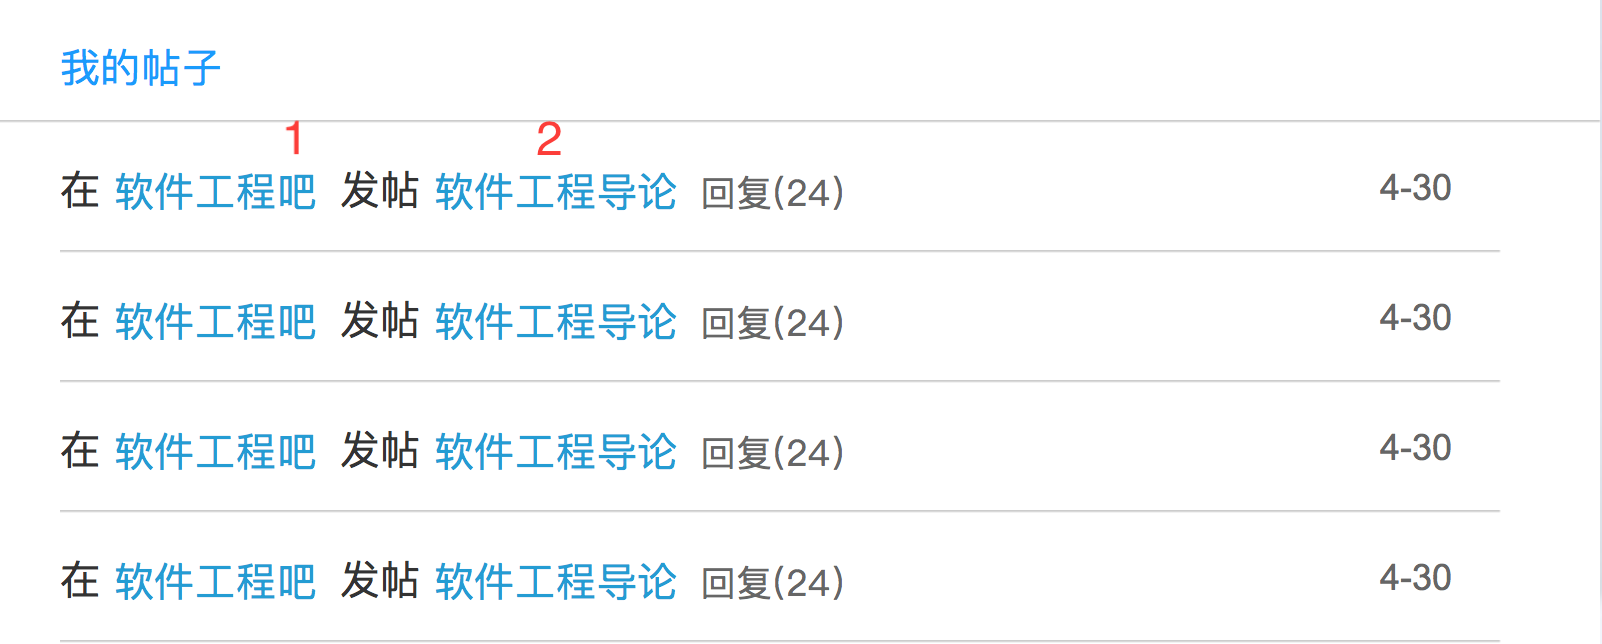 我的帖子
1 2
在 软件工程吧 发帖 软件工程导论 回复(24) 4-30
在 软件工程吧 发帖 软件工程导论 回复(24) 4-30
在 软件工程吧 发帖 软件工程导论 回复(24) 4-30
在 软件工程吧 发帖 软件工程导论 回复(24) 4-30